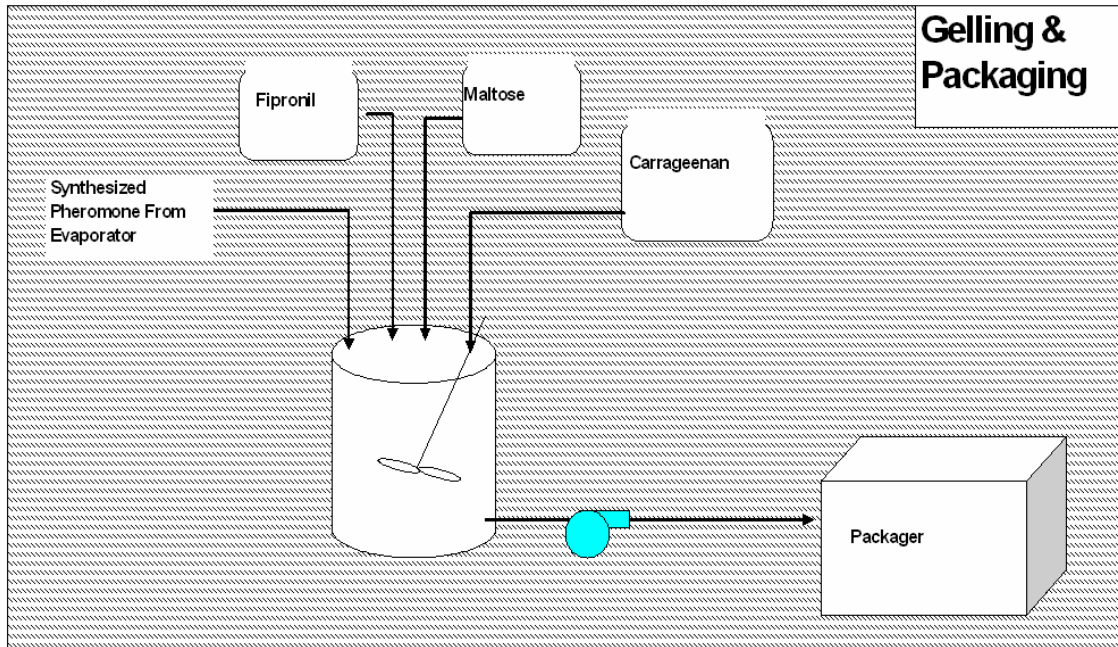 Gelling &
Packaging
Fipronil
Maltose
Carrageenan
Synthesized
Pheromone From
Evaporator
Packager